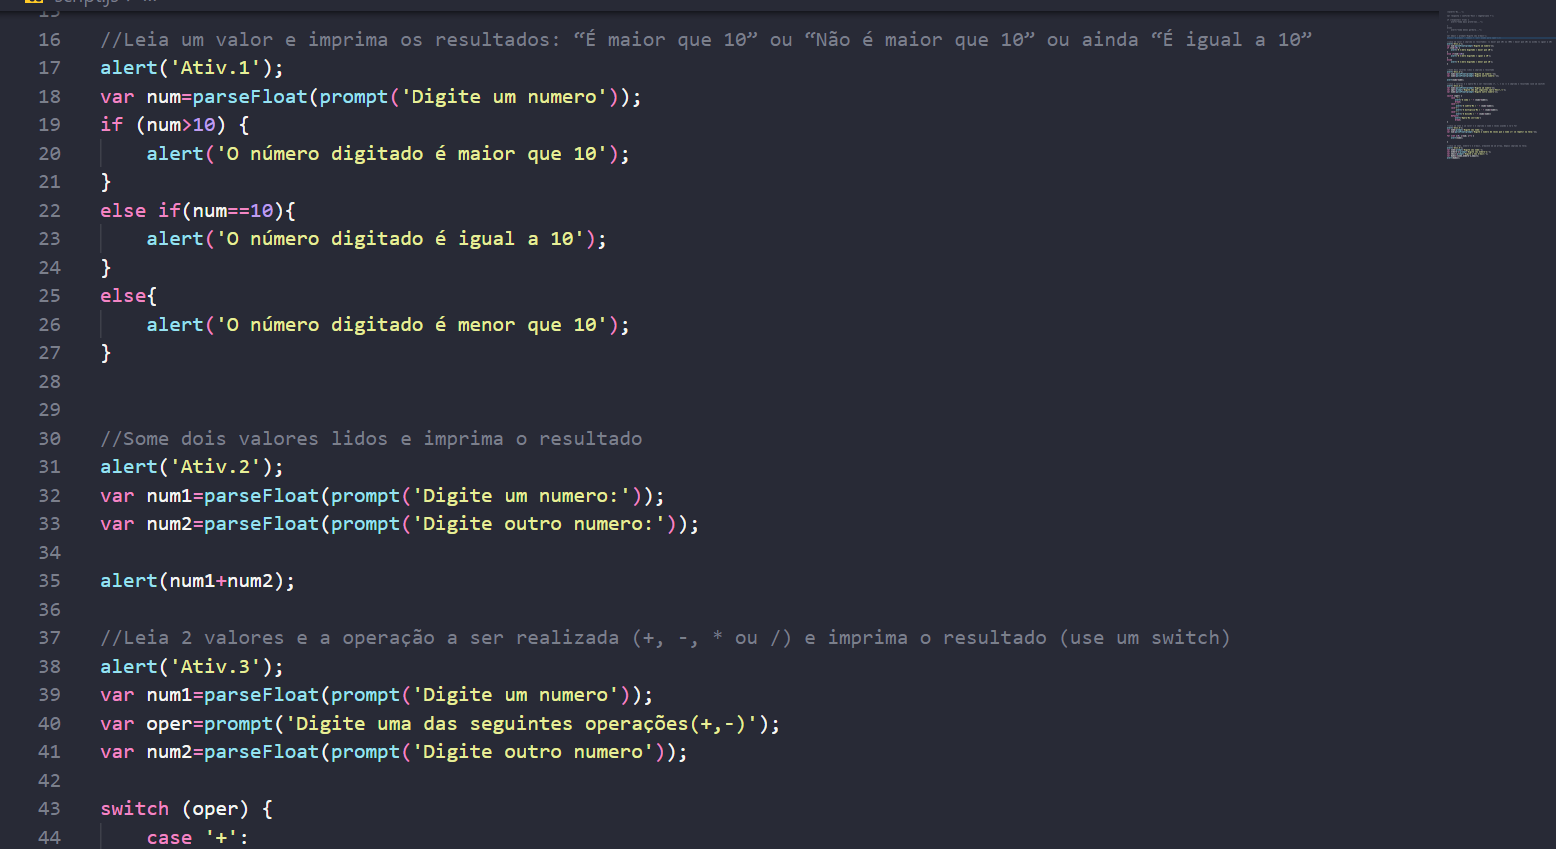 16 //Leia um valor e imprima os resultados: “É maior que 10” ou “Não é maior que 10” ou ainda “É igual a 10”
17 alert('Ativ.1');
18 var num=parseFloat(prompt('Digite um numero'));
19 if (num>10) {
20     alert('O número digitado é maior que 10');
21 }
22 else if(num==10){
23     alert('O número digitado é igual a 10');
24 }
25 else{
26     alert('O número digitado é menor que 10');
27 }
28
29
30 //Some dois valores lidos e imprima o resultado
31 alert('Ativ.2');
32 var num1=parseFloat(prompt('Digite um numero:'));
33 var num2=parseFloat(prompt('Digite outro numero:'));
34
35 alert(num1+num2);
36
37 //Leia 2 valores e a operação a ser realizada (+, -, * ou /) e imprima o resultado (use um switch)
38 alert('Ativ.3');
39 var num1=parseFloat(prompt('Digite um numero'));
40 var oper=prompt('Digite uma das seguintes operações(+,-)');
41 var num2=parseFloat(prompt('Digite outro numero'));
42
43 switch (oper) {
44     case '+':